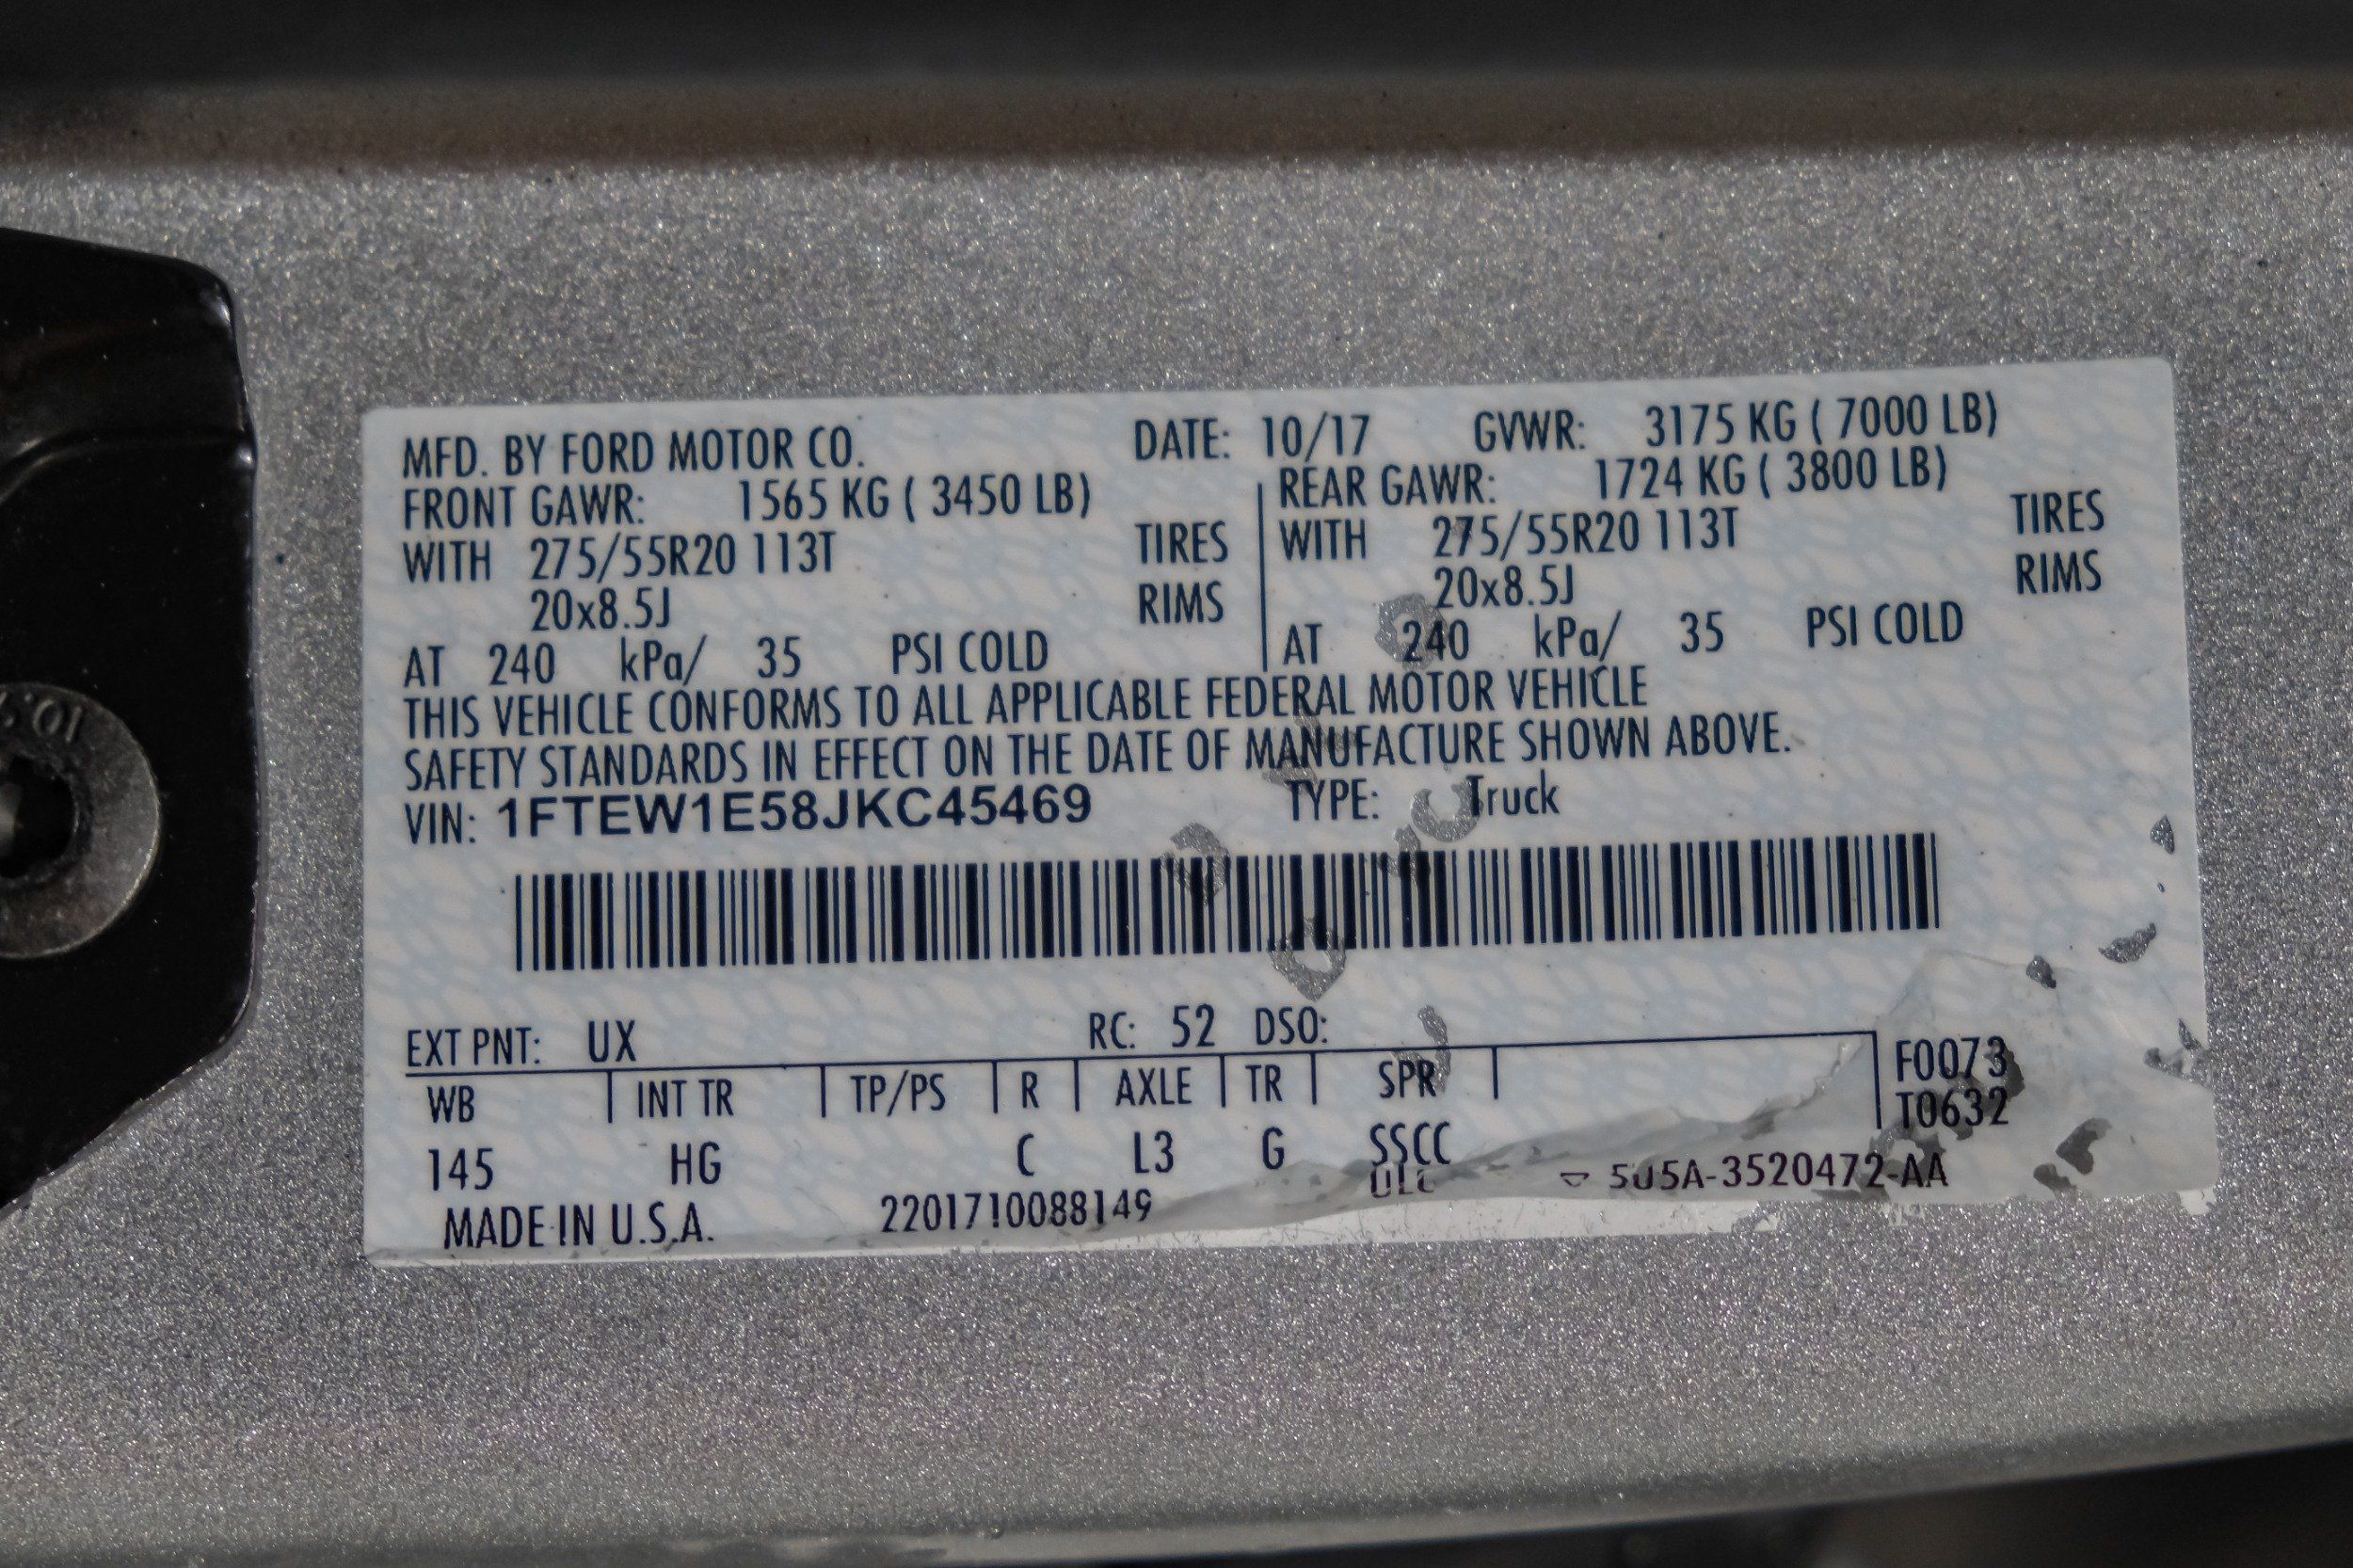 MFD. BY FORD MOTOR CO. DATE: 10/17 GVWR: 3175 KG ( 7000 LB)
FRONT GAWR: 1565 KG ( 3450 LB) REAR GAWR: 1724 KG ( 3800 LB)
WITH 275/55R20 113T TIRES WITH 275/55R20 113T TIRES
20x8.5J RIMS 20x8.5J RIMS
AT 240 kPa/ 35 PSI COLD AT 240 kPa/ 35 PSI COLD
THIS VEHICLE CONFORMS TO ALL APPLICABLE FEDERAL MOTOR VEHICLE
SAFETY STANDARDS IN EFFECT ON THE DATE OF MANUFACTURE SHOWN ABOVE.
VIN: 1FTEW1E58JKC45469 TYPE: Truck
EXT PNT: UX RC: 52 DSO:
WB INT TR TP/PS R AXLE TR SPR F0073
T0632
145 HG C L3 G SSCC
MADE IN U.S.A. 2201710088149